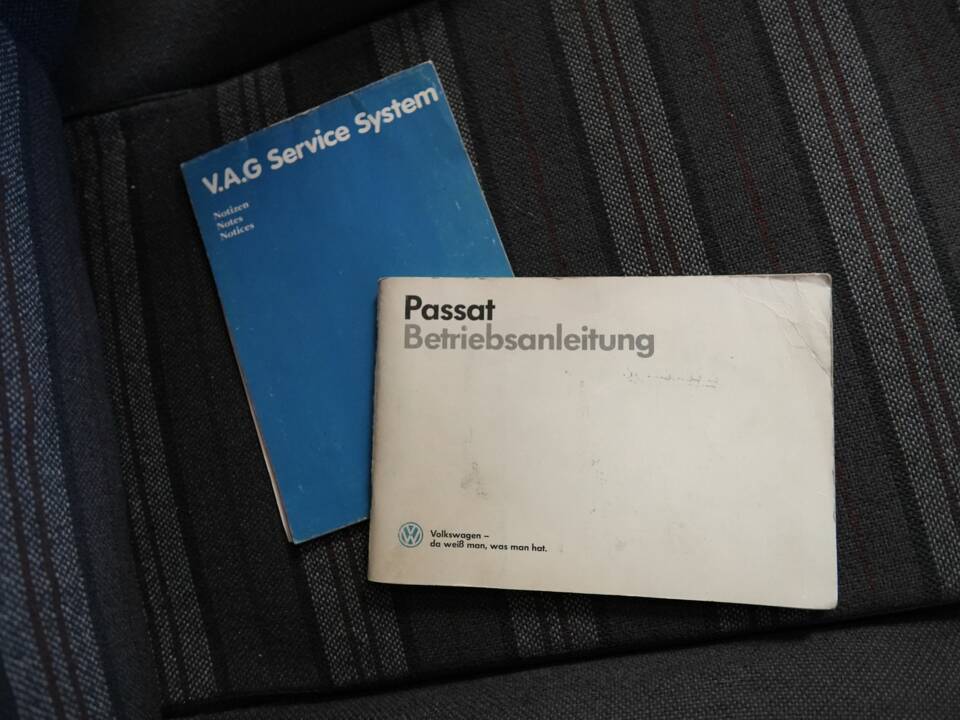 V.A.G Service System
Notizen
Notes
Notices
Passat
Betriebsanleitung
Volkswagen –
da weiß man, was man hat.